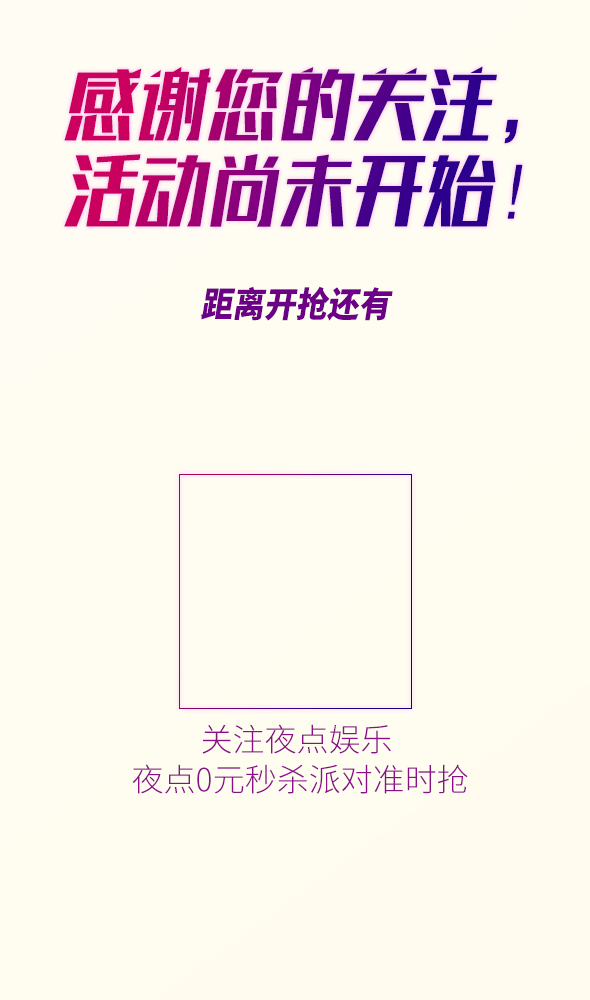 感谢您的关注，
活动尚未开始！
距离开抢还有
关注夜点娱乐
夜点0元秒杀派对准时抢